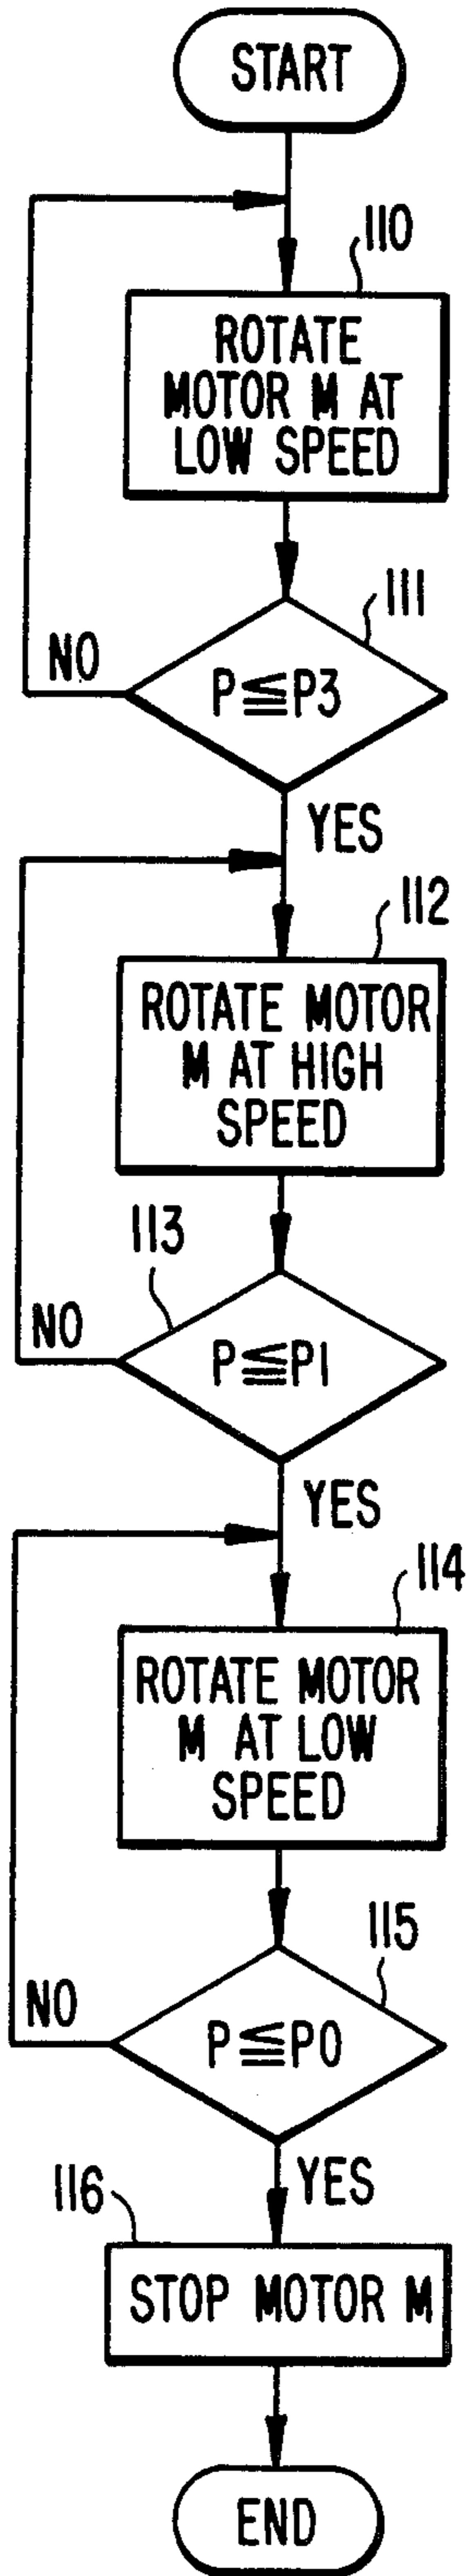 START
110
ROTATE
MOTOR M AT
LOW SPEED
111
P≦P3
NO
YES
112
ROTATE MOTOR
M AT HIGH
SPEED
113
P≦P1
NO
YES
114
ROTATE MOTOR
M AT LOW
SPEED
115
P≦P0
NO
YES
116
STOP MOTOR M
END